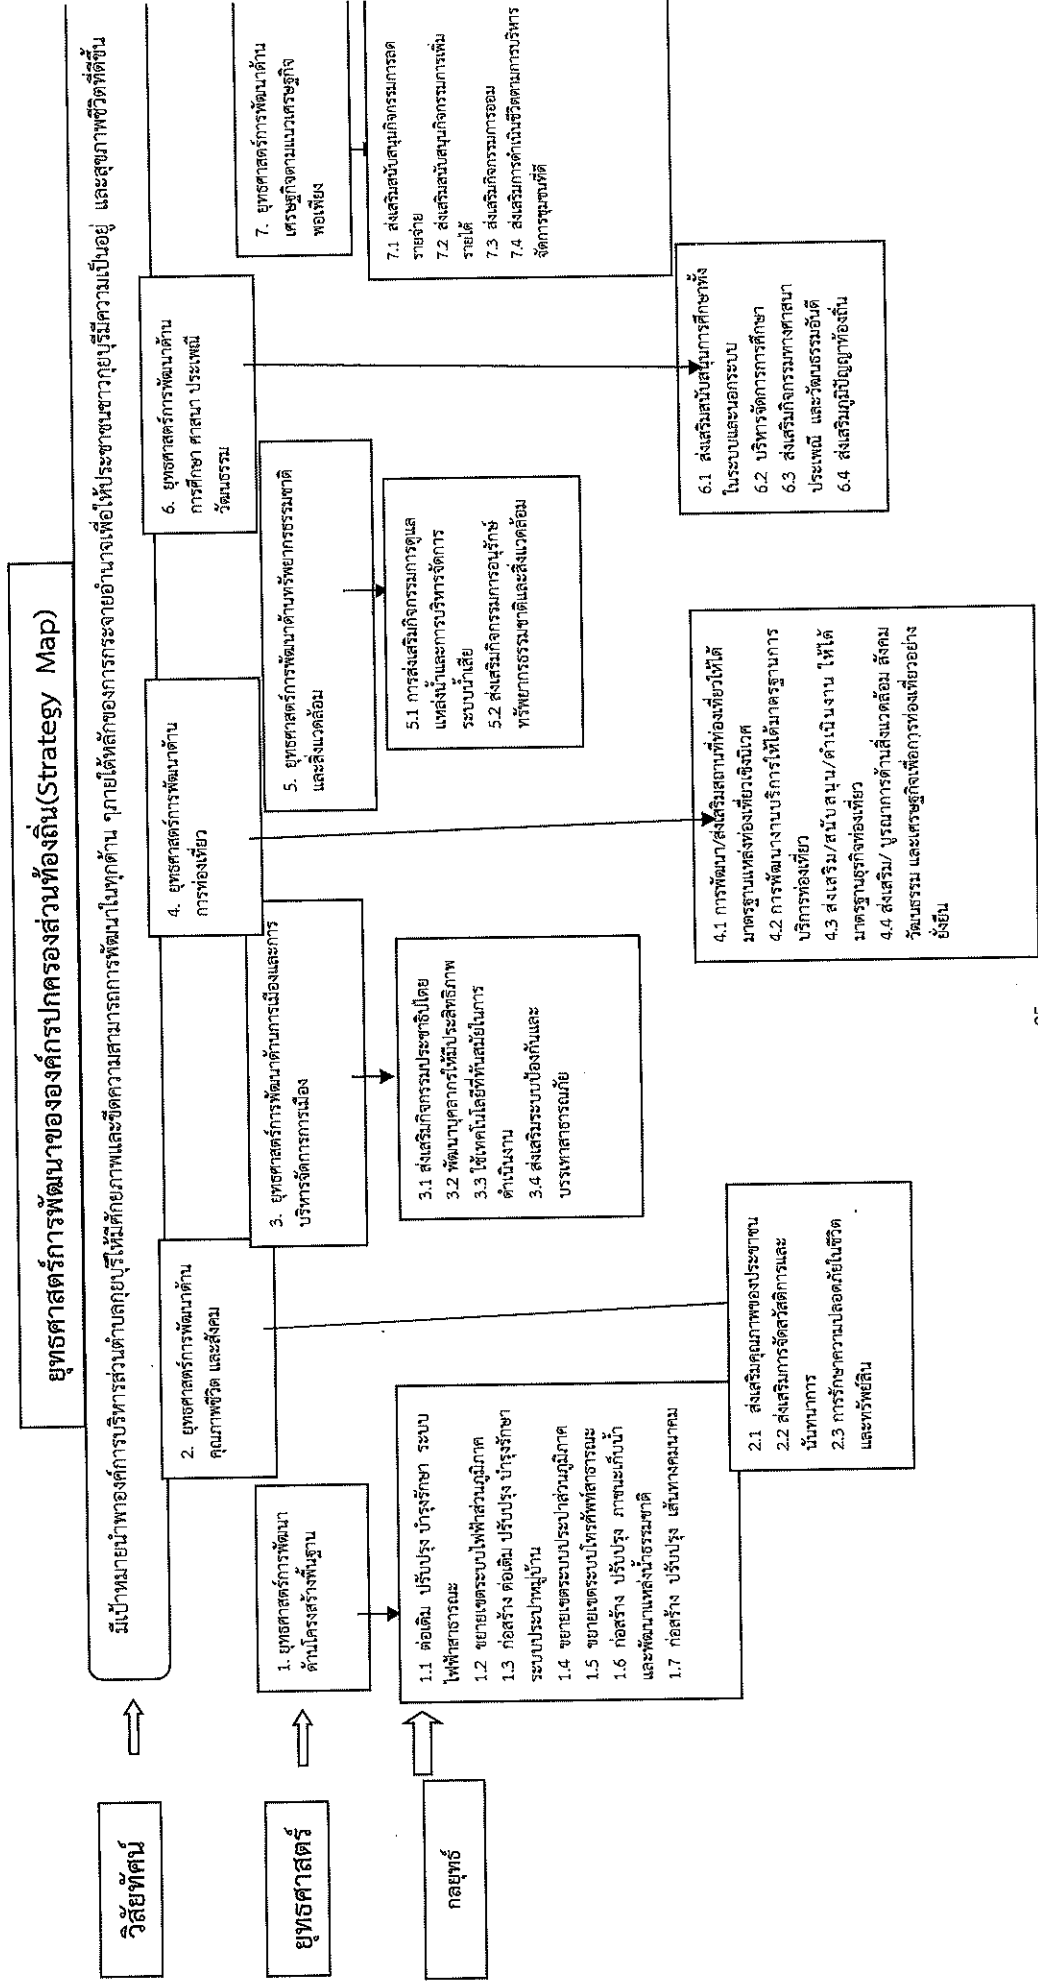 ยุทธศาสตร์การพัฒนาขององค์กรปกครองส่วนท้องถิ่น(Strategy Map)
วิสัยทัศน์
มีเป้าหมายนำพาองค์การบริหารส่วนตำบลกุยบุรีให้มีศักยภาพและขีดความสามารถการพัฒนาในทุกด้าน ๆภายใต้หลักของการกระจายอำนาจเพื่อให้ประชาชนชาวกุยบุรีมีความเป็นอยู่ และสุขภาพชีวิตที่ดีขึ้น
ยุทธศาสตร์
1. ยุทธศาสตร์การพัฒนา
ด้านโครงสร้างพื้นฐาน
2. ยุทธศาสตร์การพัฒนาด้าน
คุณภาพชีวิต และสังคม
3. ยุทธศาสตร์การพัฒนาด้านการเมืองและการ
บริหารจัดการการเมือง
4. ยุทธศาสตร์การพัฒนาด้าน
การท่องเที่ยว
5. ยุทธศาสตร์การพัฒนาด้านทรัพยากรธรรมชาติ
และสิ่งแวดล้อม
6. ยุทธศาสตร์การพัฒนาด้าน
การศึกษา ศาสนา ประเพณี
วัฒนธรรม
7. ยุทธศาสตร์การพัฒนาด้าน
เศรษฐกิจตามแนวเศรษฐกิจ
พอเพียง
กลยุทธ์
1.1 ต่อเติม ปรับปรุง บำรุงรักษา ระบบ
ไฟฟ้าสาธารณะ
1.2 ขยายเขตระบบไฟฟ้าส่วนภูมิภาค
1.3 ก่อสร้าง ต่อเติม ปรับปรุง บำรุงรักษา
ระบบประปาหมู่บ้าน
1.4 ขยายเขตระบบประปาส่วนภูมิภาค
1.5 ขยายเขตระบบโทรศัพท์สาธารณะ
1.6 ก่อสร้าง ปรับปรุง ภาชนะเก็บน้ำ
และพัฒนาแหล่งน้ำธรรมชาติ
1.7 ก่อสร้าง ปรับปรุง เส้นทางคมนาคม
2.1 ส่งเสริมคุณภาพของประชาชน
2.2 ส่งเสริมการจัดสวัสดิการและ
นันทนาการ
2.3 การรักษาความปลอดภัยในชีวิต
และทรัพย์สิน
3.1 ส่งเสริมกิจกรรมประชาธิปไตย
3.2 พัฒนาบุคลากรให้มีประสิทธิภาพ
3.3 ใช้เทคโนโลยีที่ทันสมัยในการ
ดำเนินงาน
3.4 ส่งเสริมระบบป้องกันและ
บรรเทาสาธารณภัย
4.1 การพัฒนา/ส่งเสริมสถานที่ท่องเที่ยวให้ได้
มาตรฐานแหล่งท่องเที่ยวเชิงนิเวศ
4.2 การพัฒนางานบริการให้ได้มาตรฐานการ
บริการท่องเที่ยว
4.3 ส่งเสริม/สนับสนุน/ดำเนินงาน ให้ได้
มาตรฐานธุรกิจท่องเที่ยว
4.4 ส่งเสริม/ บูรณาการด้านสิ่งแวดล้อม สังคม
วัฒนธรรม และเศรษฐกิจเพื่อการท่องเที่ยวอย่าง
ยั่งยืน
5.1 การส่งเสริมกิจกรรมการดูแล
แหล่งน้ำและการบริหารจัดการ
ระบบน้ำเสีย
5.2 ส่งเสริมกิจกรรมการอนุรักษ์
ทรัพยากรธรรมชาติและสิ่งแวดล้อม
6.1 ส่งเสริมสนับสนุนการศึกษาทั้ง
ในระบบและนอกระบบ
6.2 บริหารจัดการการศึกษา
6.3 ส่งเสริมกิจกรรมทางศาสนา
ประเพณี และวัฒนธรรมอันดี
6.4 ส่งเสริมภูมิปัญญาท้องถิ่น
7.1 ส่งเสริมสนับสนุนกิจกรรมการลด
รายจ่าย
7.2 ส่งเสริมสนับสนุนกิจกรรมการเพิ่ม
รายได้
7.3 ส่งเสริมกิจกรรมการออม
7.4 ส่งเสริมการดำเนินชีวิตตามการบริหาร
จัดการชุมชนที่ดี